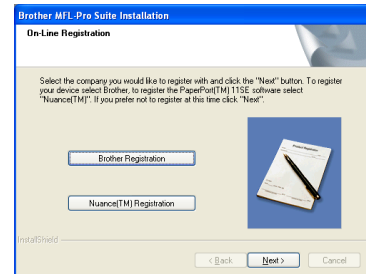 Brother MFL-Pro Suite Installation
On-Line Registration
Select the company you would like to register with and click the "Next" button. To register
your device select Brother, to register the PaperPort(TM) 11SE software select
"Nuance(TM)". If you prefer not to register at this time click "Next".
Brother Registration
Nuance(TM) Registration
Product Registration
InstallShield
< Back
Next >
Cancel